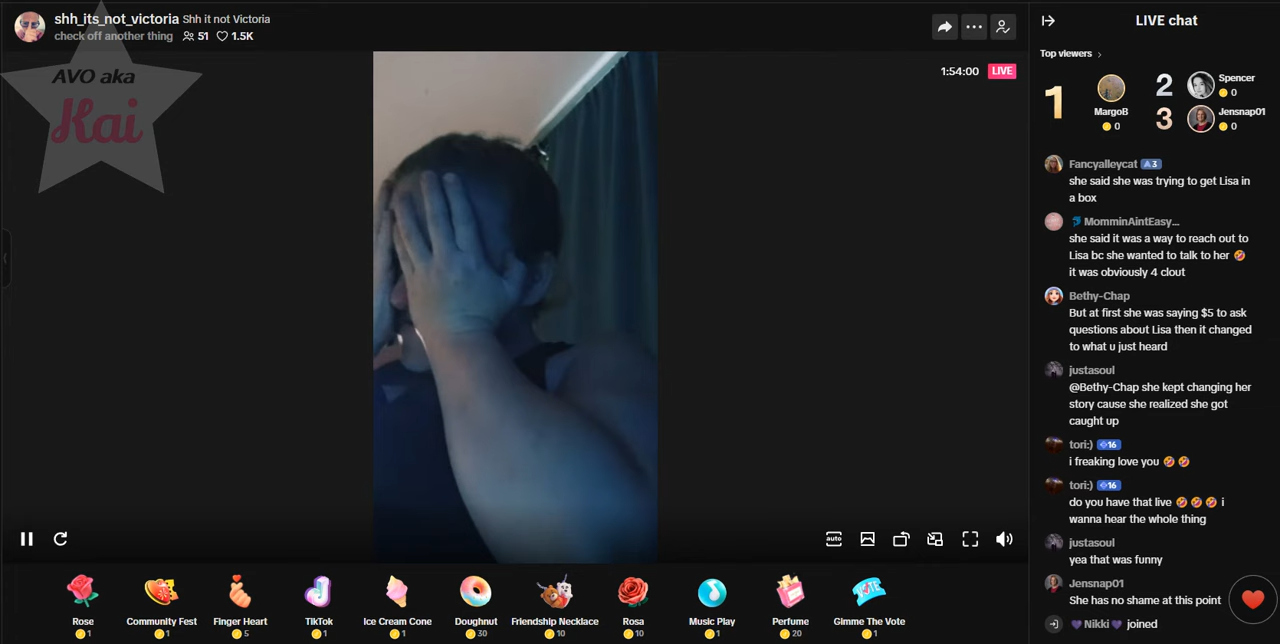 shh_its_not_victoria Shh it not Victoria
check off another thing 51 1.5K
AVO aka
Kai
1:54:00 LIVE
LIVE chat
Top viewers
1
MargoB
0
2
Spencer
0
3
Jensnap01
0
Fancyalleycat 3
she said she was trying to get Lisa in
a box
MomminAintEasy...
she said it was a way to reach out to
Lisa bc she wanted to talk to her 🤣
it was obviously 4 clout
Bethy-Chap
But at first she was saying $5 to ask
questions about Lisa then it changed
to what u just heard
justasoul
@Bethy-Chap she kept changing her
story cause she realized she got
caught up
tori:) 16
i freaking love you 🤣 🤣
tori:) 16
do you have that live 🤣 🤣 🤣 i
wanna hear the whole thing
justasoul
yea that was funny
Jensnap01
She has no shame at this point
💜Nikki💜 joined
auto
Rose
1
Community Fest
1
Finger Heart
5
TikTok
1
Ice Cream Cone
1
Doughnut
30
Friendship Necklace
10
Rosa
10
Music Play
1
Perfume
20
VOTE
GImme The Vote
1